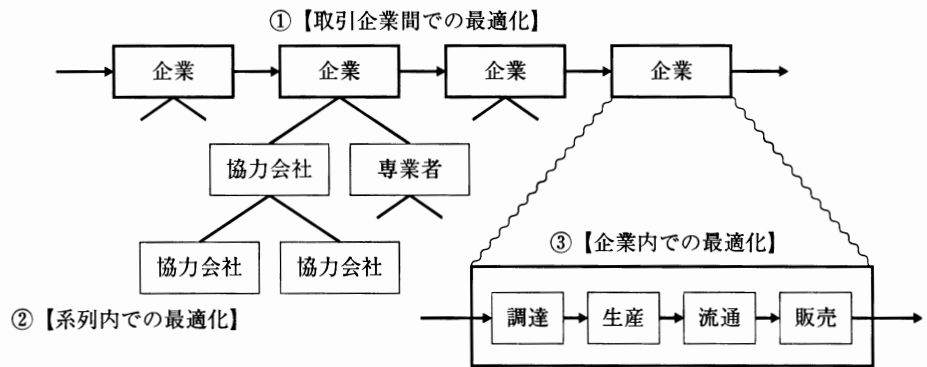 ①【取引企業間での最適化】
企業
企業
企業
企業
協力会社
専業者
協力会社
協力会社
②【系列内での最適化】
③【企業内での最適化】
調達
生産
流通
販売